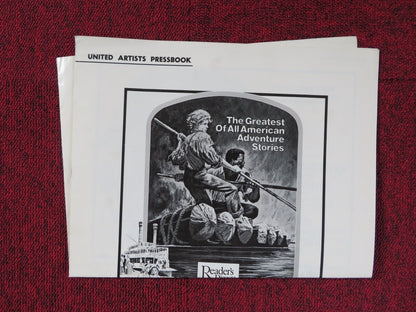 UNITED ARTISTS PRESSBOOK
The Greatest
Of All American
Adventure
Stories
Reader's